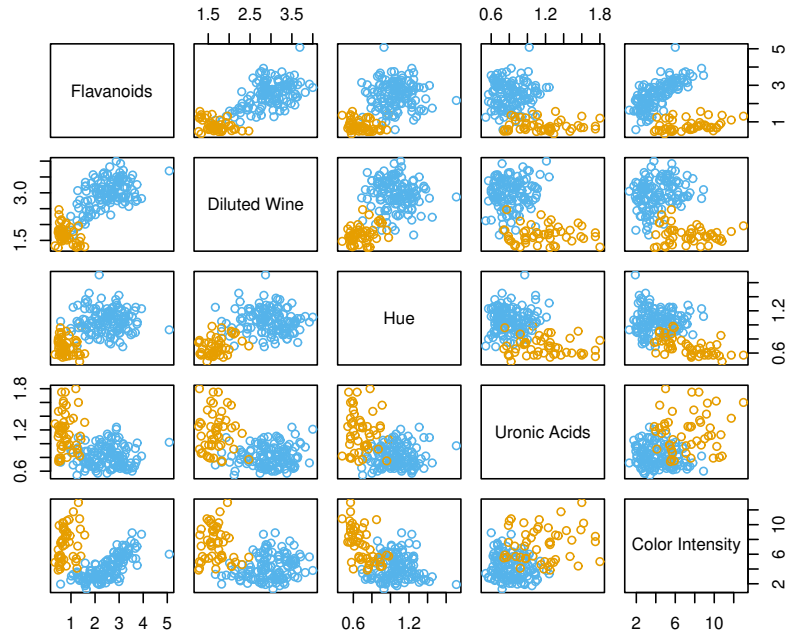 1.5 2.5 3.5 0.6 1.2 1.8
Flavanoids
1 3 5
1.5 3.0
Diluted Wine
Hue
0.6 1.2
0.6 1.2 1.8
Uronic Acids
Color Intensity
2 6 10
1 2 3 4 5 0.6 1.2 2 6 10